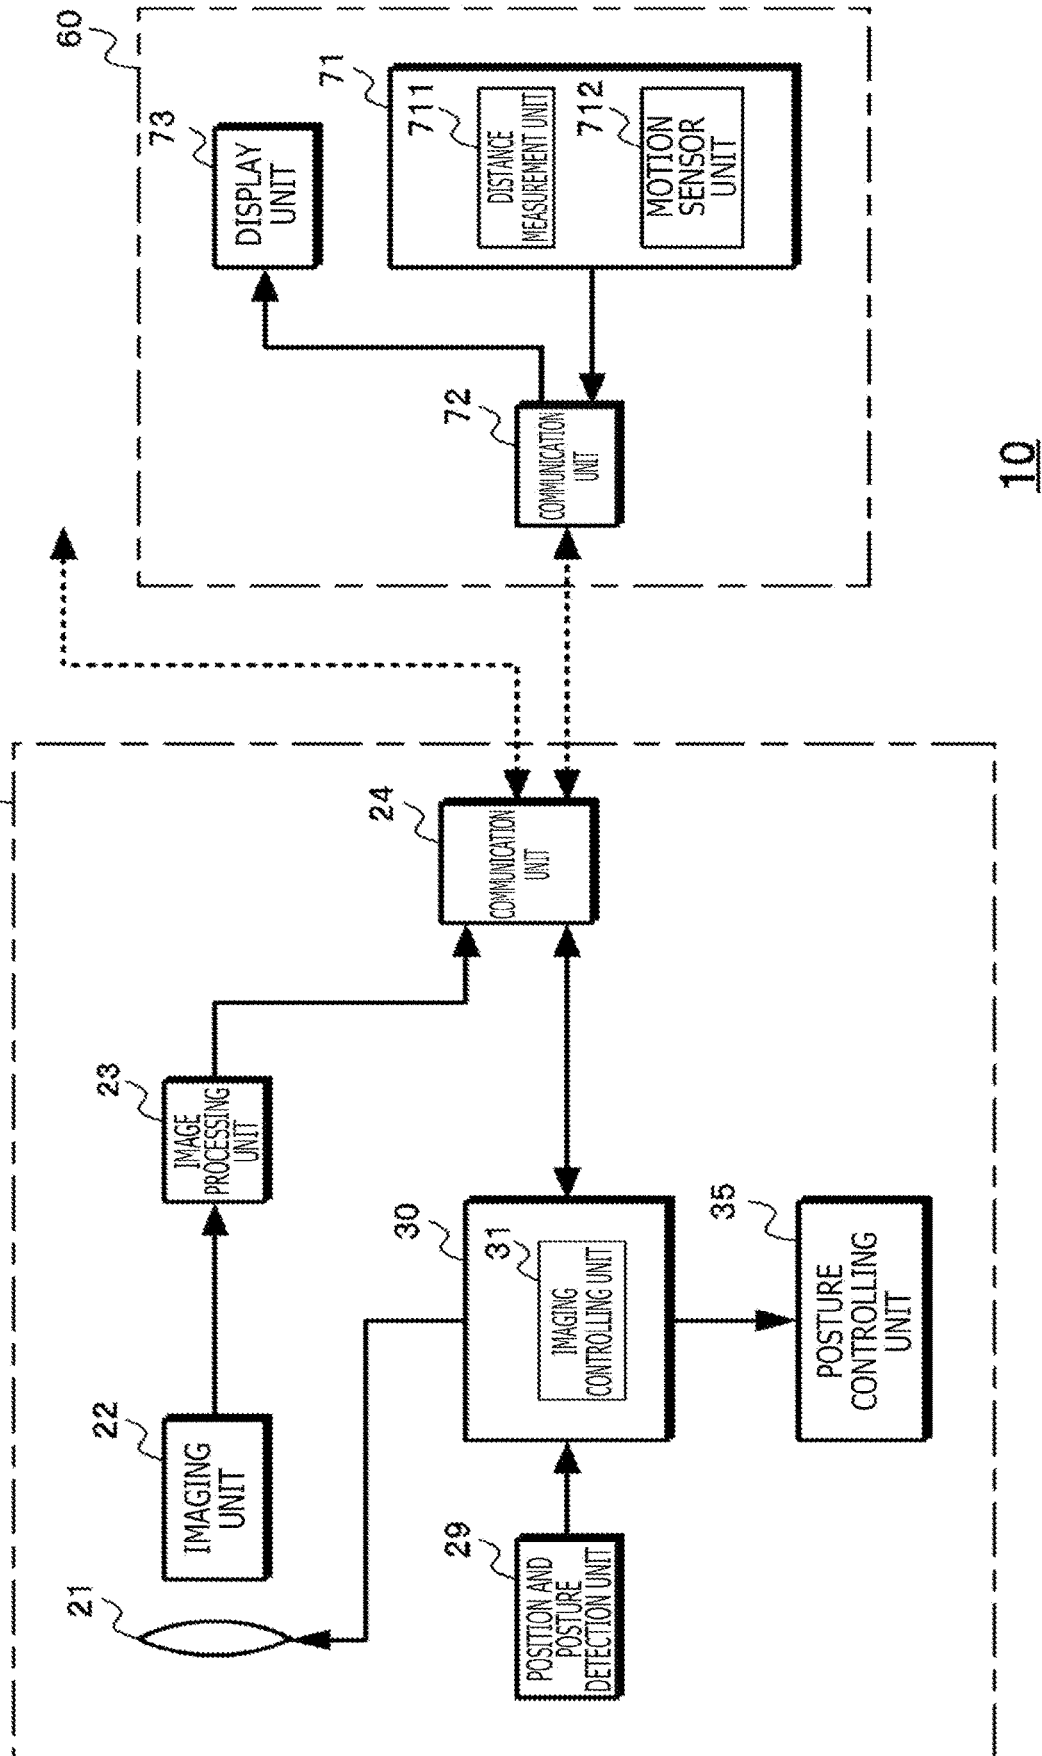 21
22
IMAGING
UNIT
23
IMAGE
PROCESSING
UNIT
24
COMMUNICATION
UNIT
29
POSITION AND
POSTURE
DETECTION UNIT
30
31
IMAGING
CONTROLLING UNIT
35
POSTURE
CONTROLLING
UNIT
60
73
DISPLAY
UNIT
71
711
DISTANCE
MEASUREMENT UNIT
712
MOTION
SENSOR
UNIT
72
COMMUNICATION
UNIT
10